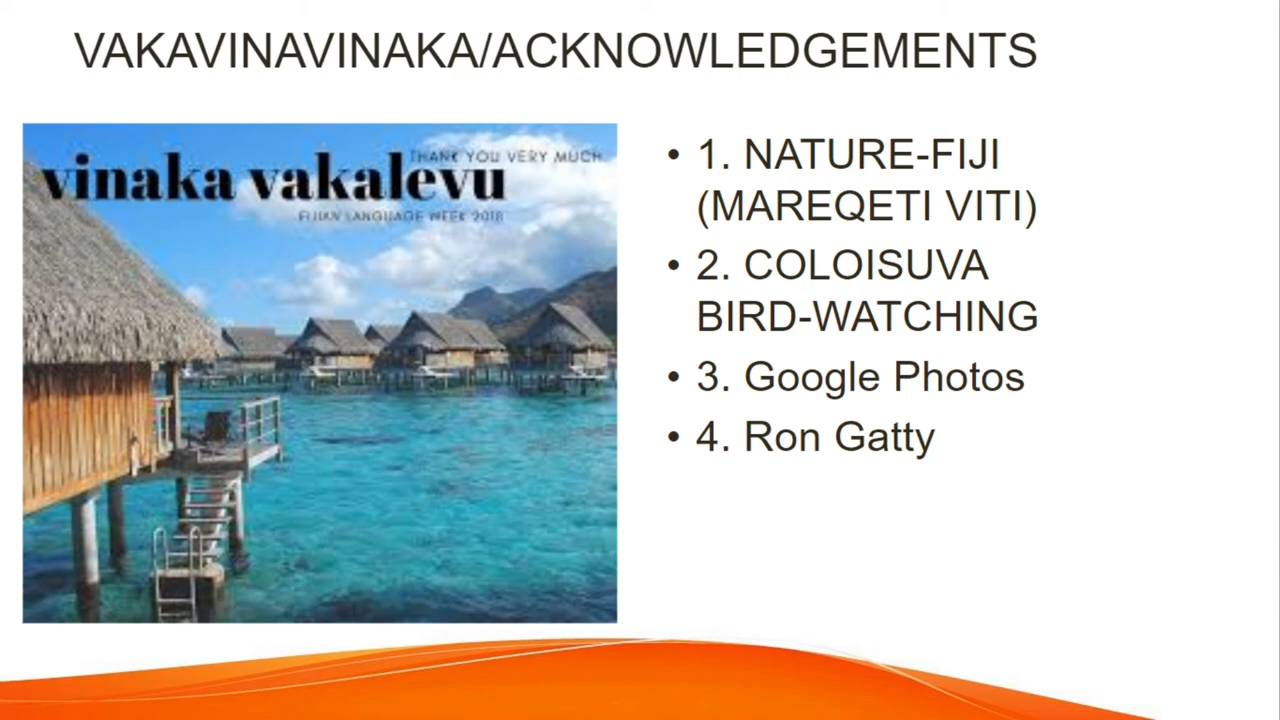 VAKAVINAVINAKA/ACKNOWLEDGEMENTS
THANK YOU VERY MUCH
vinaka vakalevu
FIJIAN LANGUAGE WEEK 2018
• 1. NATURE-FIJI
(MAREQETI VITI)
• 2. COLOISUVA
BIRD-WATCHING
• 3. Google Photos
• 4. Ron Gatty